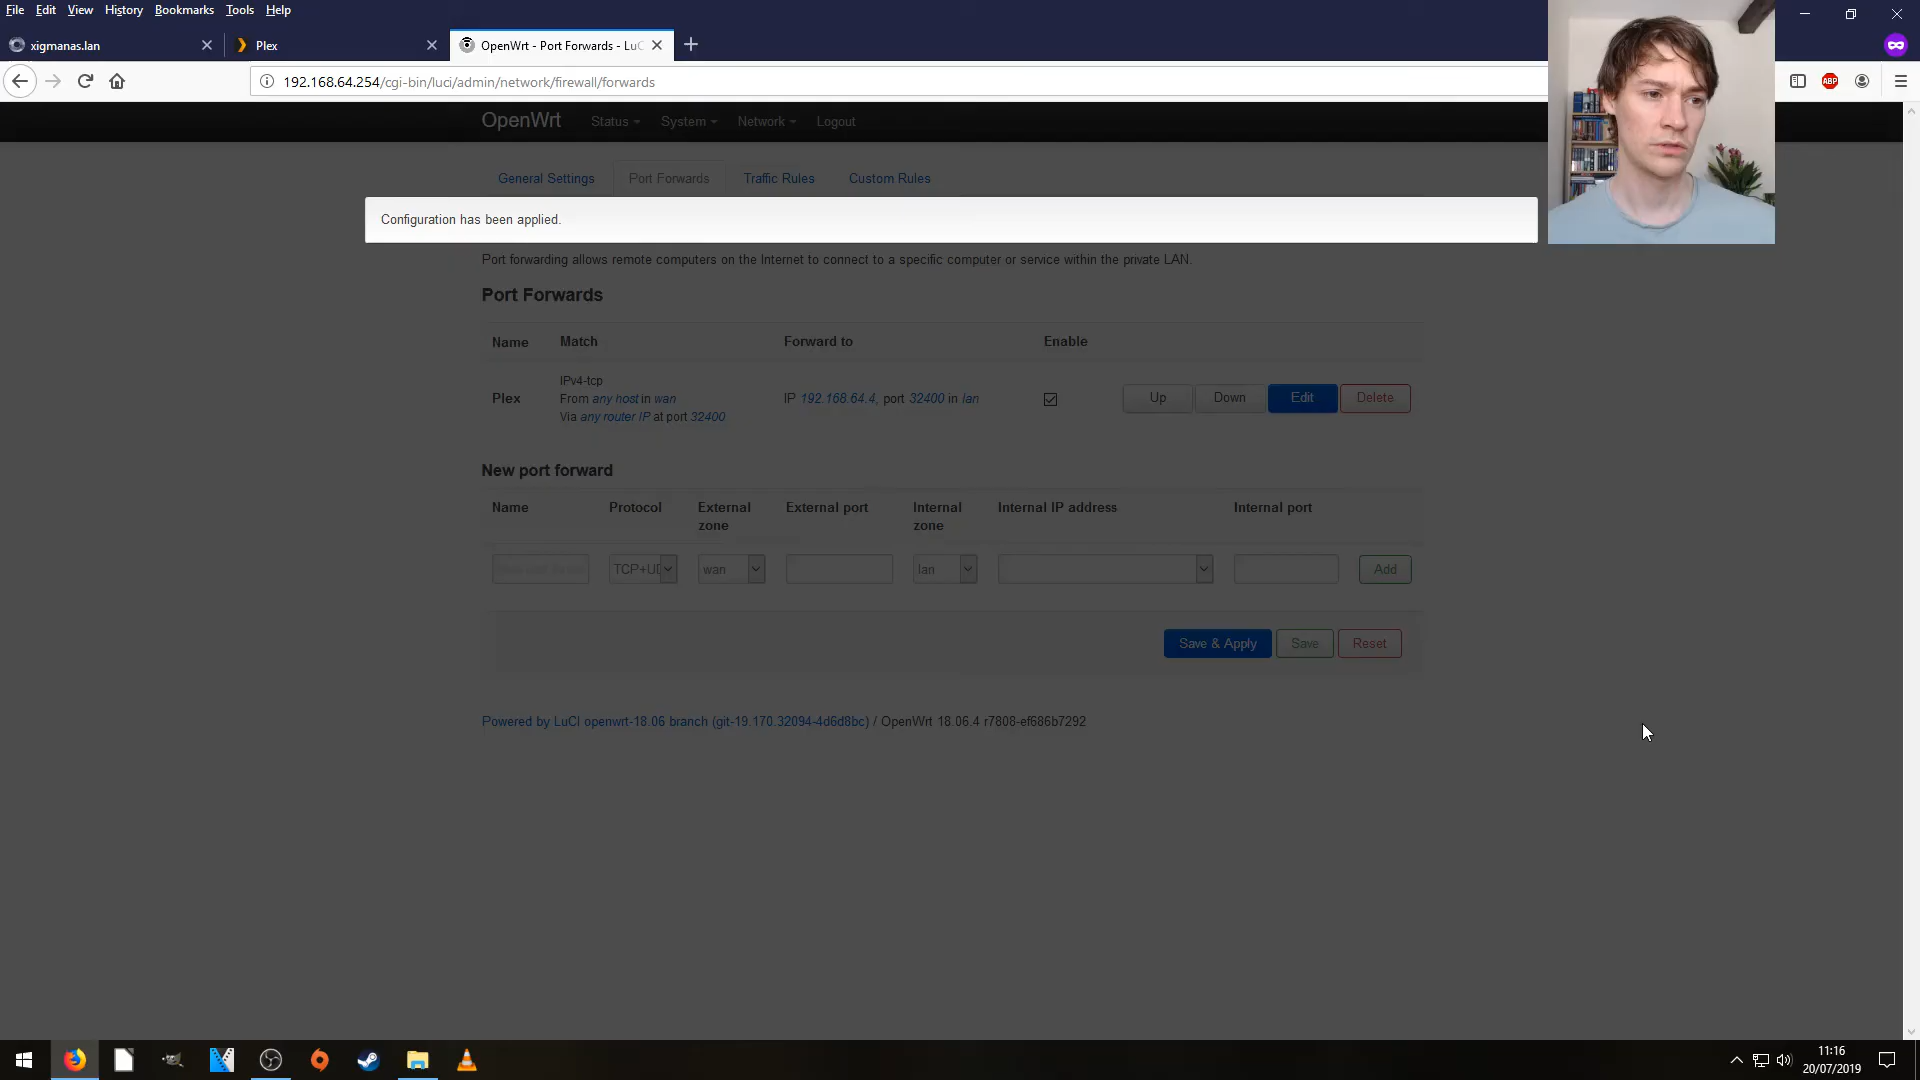 File Edit View History Bookmarks Tools Help
xigmanas.lan
Plex
OpenWrt - Port Forwards - LuC
192.168.64.254/cgi-bin/luci/admin/network/firewall/forwards
ABP
OpenWrt Status System Network Logout
General Settings Port Forwards Traffic Rules Custom Rules
Configuration has been applied.
Port forwarding allows remote computers on the Internet to connect to a specific computer or service within the private LAN.
Port Forwards
Name Match Forward to Enable
IPv4-tcp
Plex From any host in wan IP 192.168.64.4, port 32400 in lan Up Down Edit Delete
Via any router IP at port 32400
New port forward
Name Protocol External zone External port Internal zone Internal IP address Internal port
TCP+UD wan lan Add
Save & Apply Save Reset
Powered by LuCI openwrt-18.06 branch (git-19.170.32094-4d6d8bc) / OpenWrt 18.06.4 r7808-ef686b7292
11:16
20/07/2019